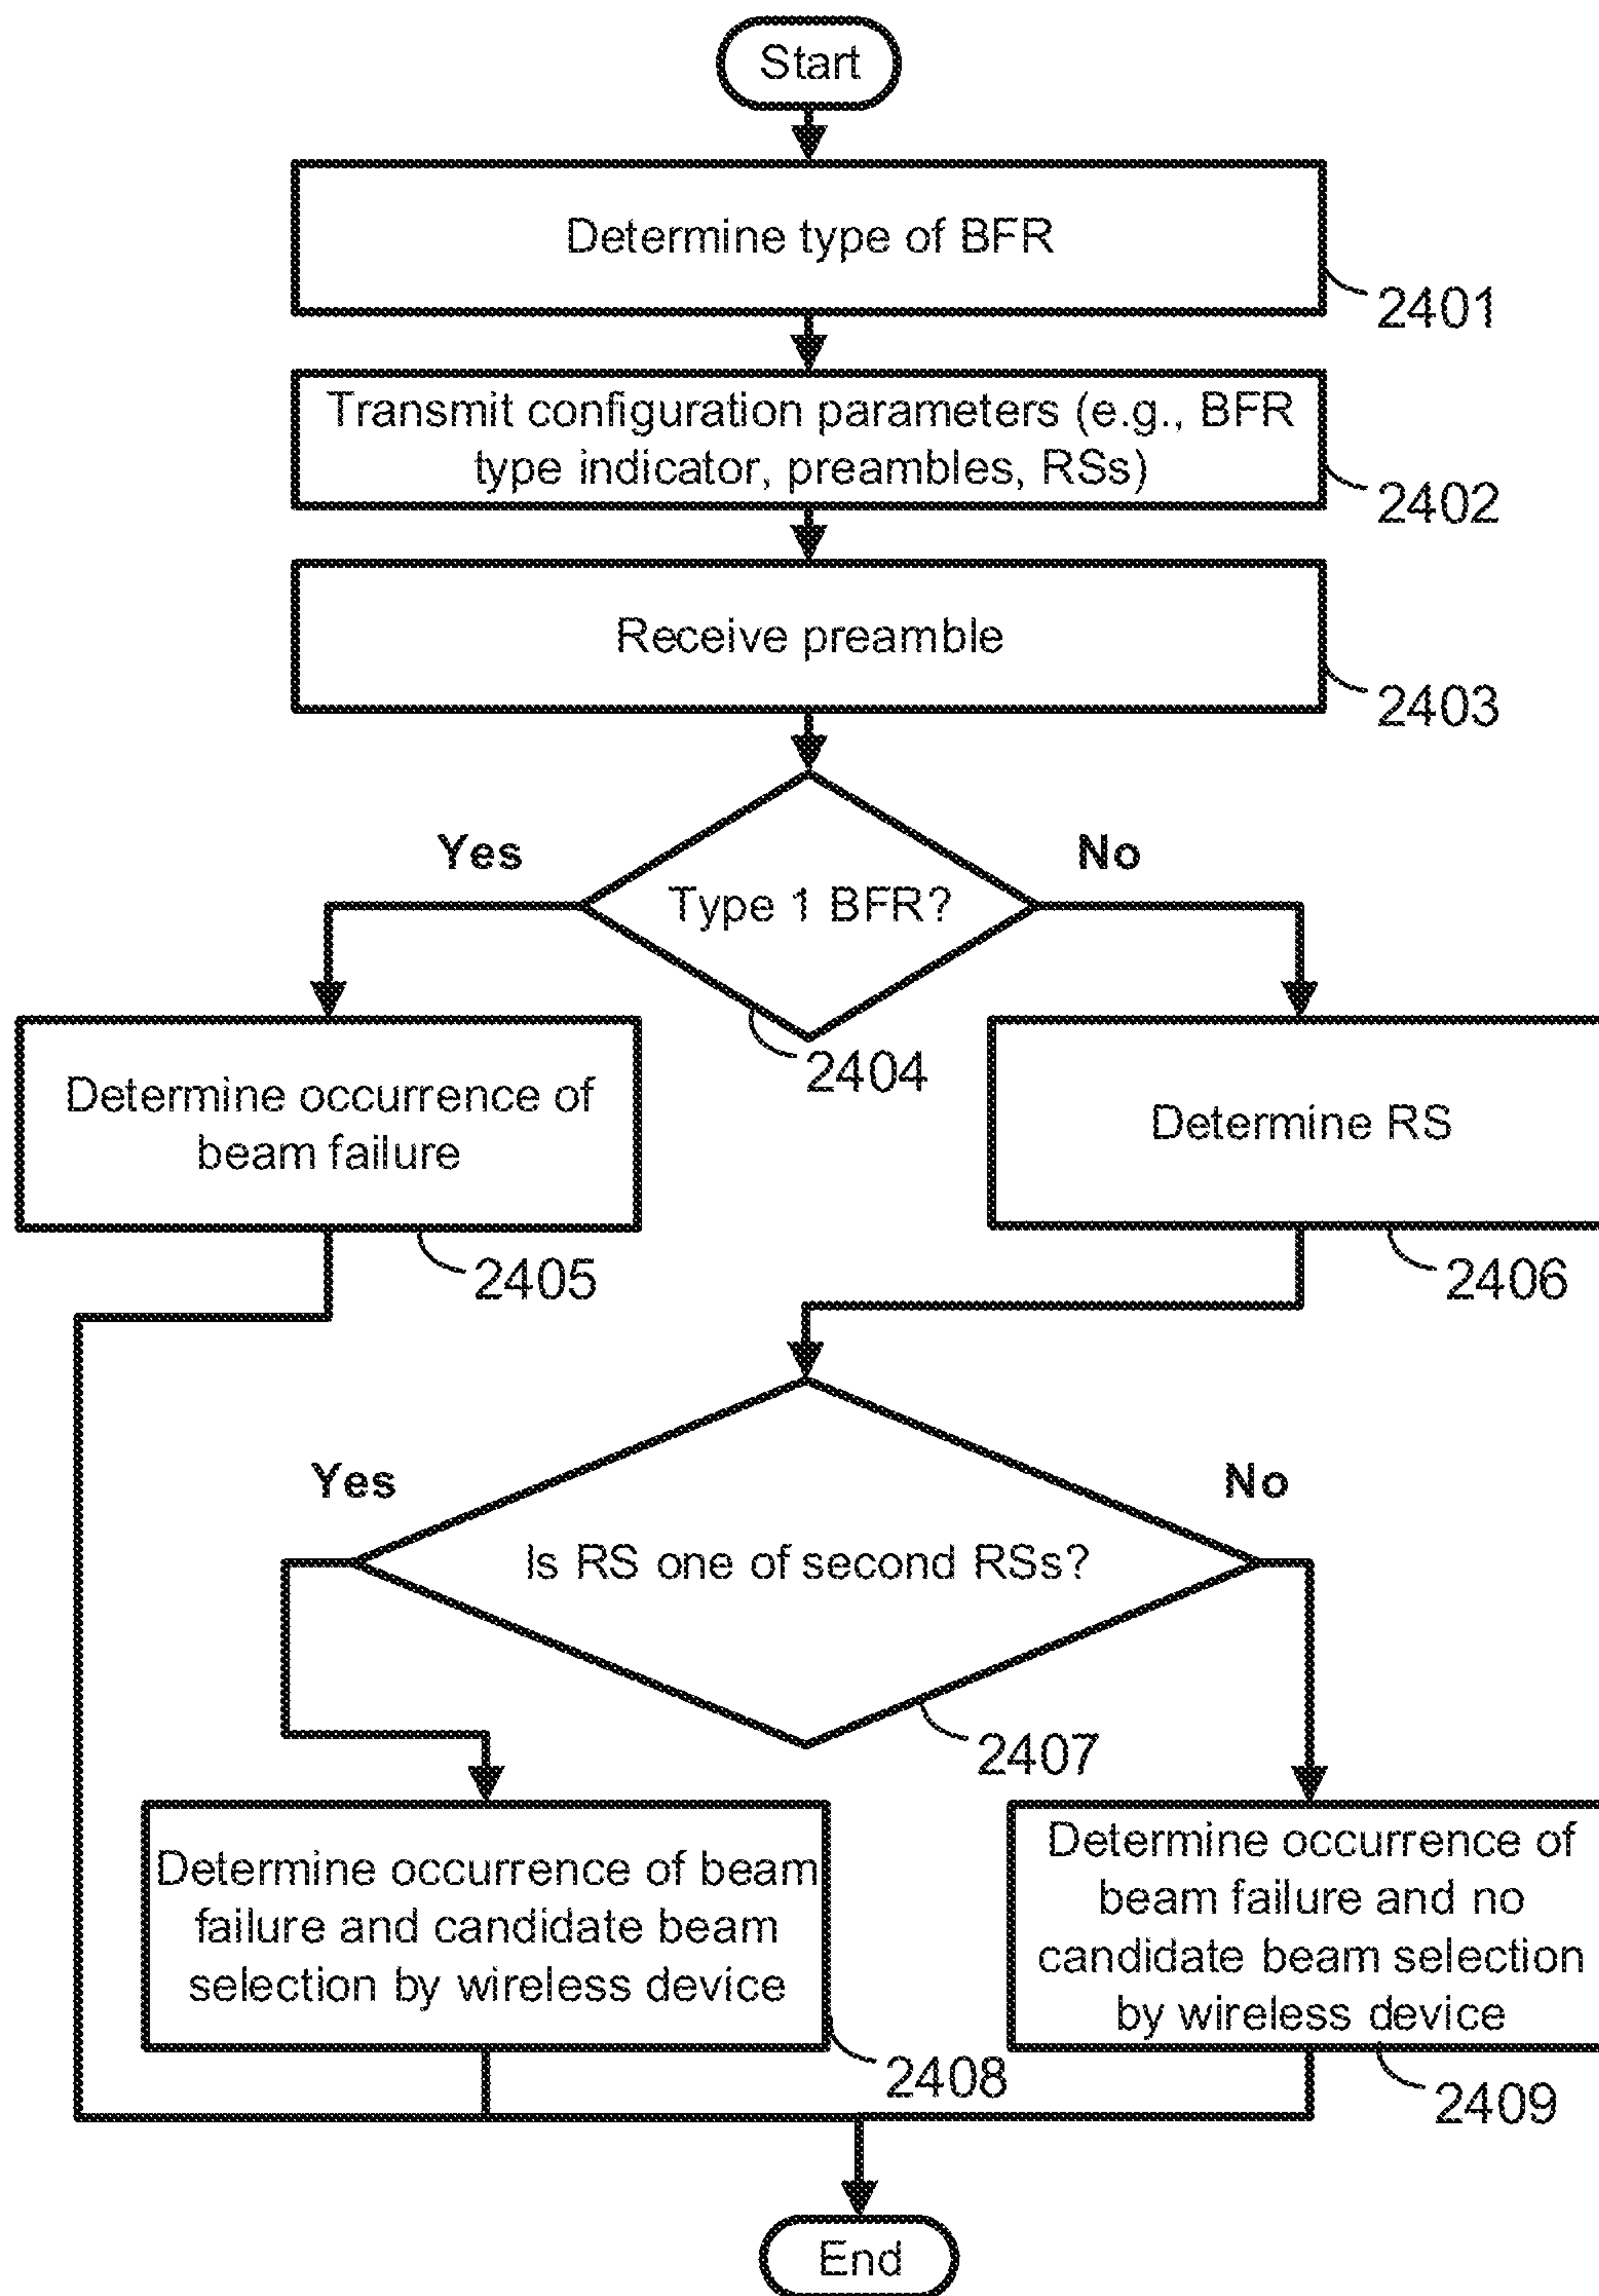 Start
Determine type of BFR
2401
Transmit configuration parameters (e.g., BFR
type indicator, preambles, RSs)
2402
Receive preamble
2403
Yes
No
Type 1 BFR?
2404
Determine occurrence of
beam failure
2405
Determine RS
2406
Yes
No
Is RS one of second RSs?
2407
Determine occurrence of beam
failure and candidate beam
selection by wireless device
2408
Determine occurrence of
beam failure and no
candidate beam selection
by wireless device
2409
End